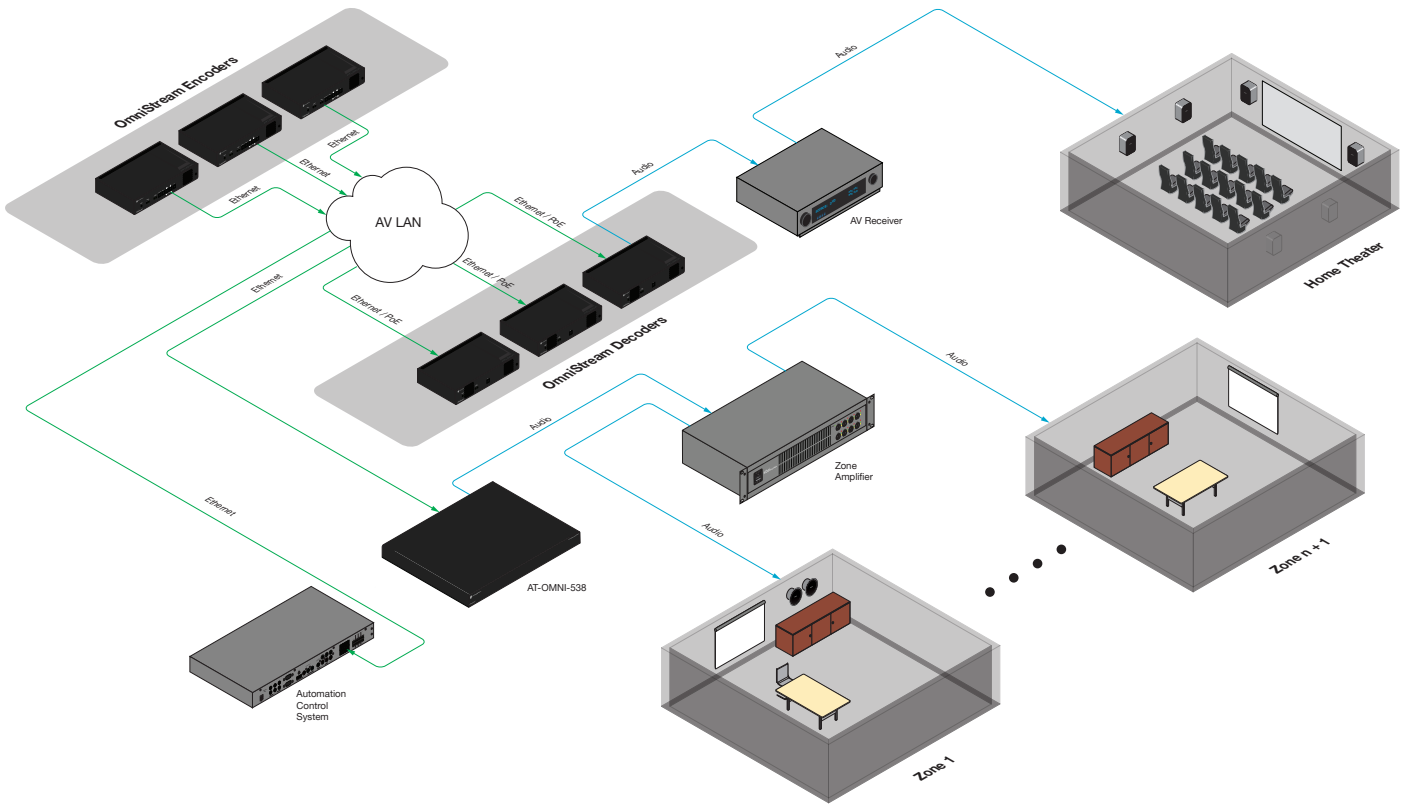 OmniStream Encoders
Ethernet
Ethernet
Ethernet
AV LAN
Ethernet / PoE
Ethernet / PoE
Ethernet / PoE
OmniStream Decoders
Audio
AV Receiver
Audio
Home Theater
Ethernet
Ethernet
Audio
Zone
Amplifier
Audio
Zone n + 1
Audio
Zone 1
AT-OMNI-538
Automation
Control
System